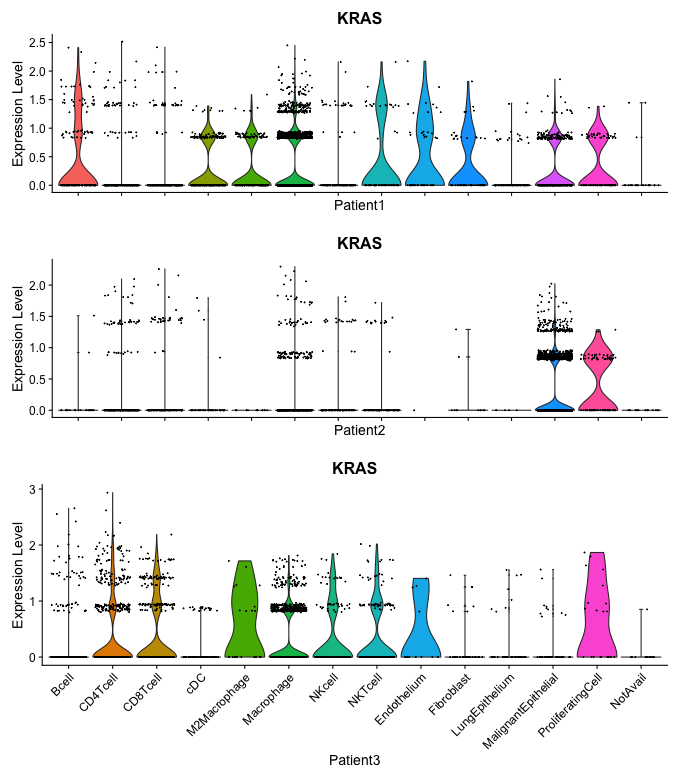 KRAS
Expression Level
2.5
2.0
1.5
1.0
0.5
0.0
Patient1
KRAS
Expression Level
2.0
1.5
1.0
0.5
0.0
Patient2
KRAS
Expression Level
3
2
1
0
Bcell
CD4Tcell
CD8Tcell
cDC
M2Macrophage
Macrophage
NKcell
NKTcell
Endothelium
Fibroblast
LungEpithelium
MalignantEpithelial
ProliferatingCell
NotAvail
Patient3